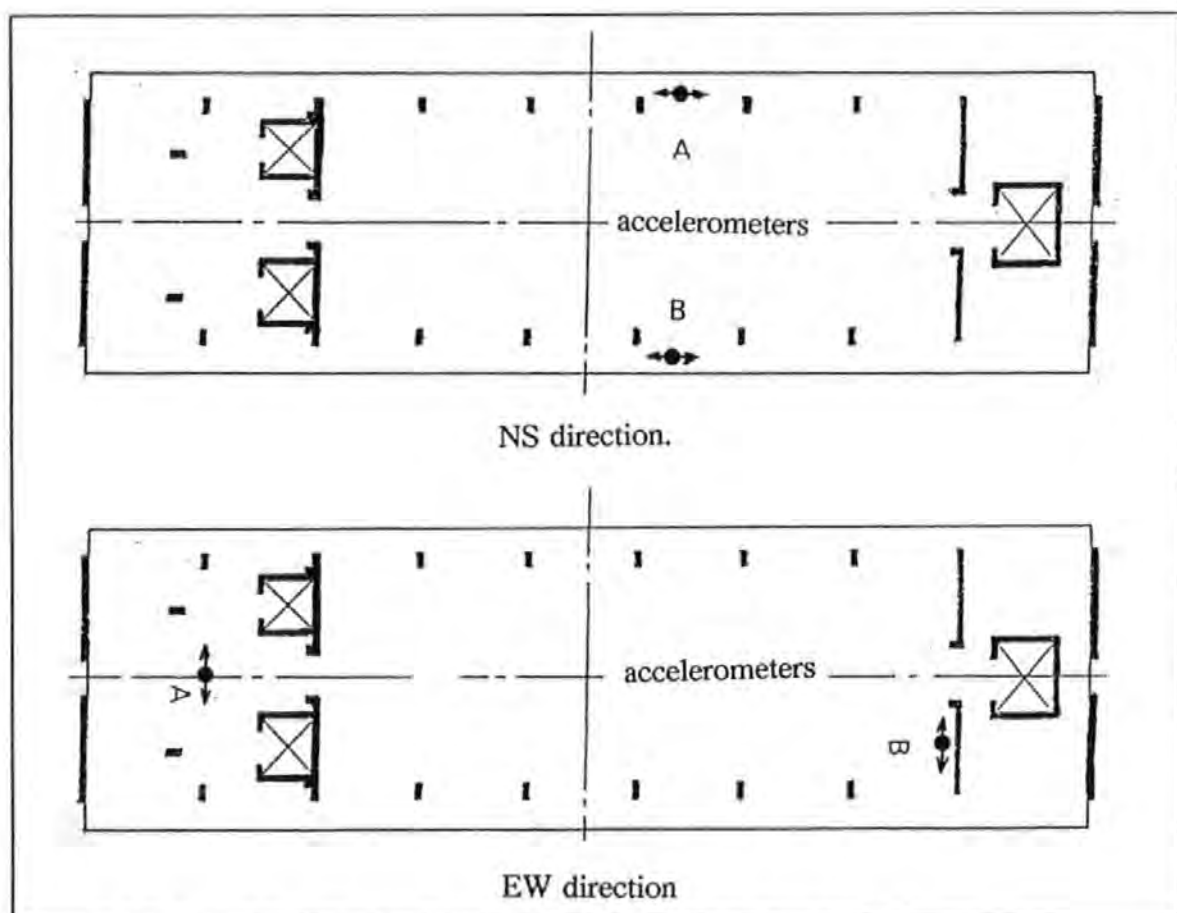 A
accelerometers
B
NS direction.
accelerometers
A
B
EW direction